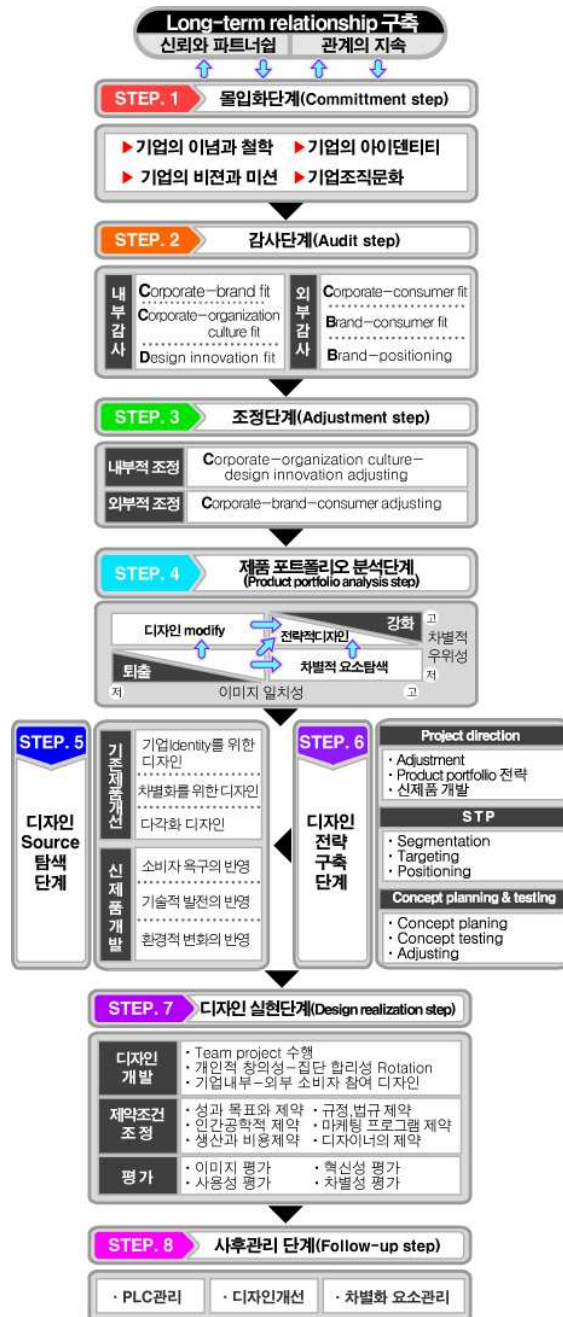 Long-term relationship 구축
신뢰와 파트너쉽 관계의 지속
STEP. 1 몰입화단계(Committment step)
▶기업의 이념과 철학 ▶기업의 아이덴티티
▶ 기업의 비젼과 미션 ▶기업조직문화
STEP. 2 감사단계(Audit step)
내부감사
Corporate-brand fit
Corporate-organization
culture fit
Design innovation fit
외부감사
Corporate-consumer fit
Brand-consumer fit
Brand-positioning
STEP. 3 조정단계(Adjustment step)
내부적 조정
Corporate-organization culture-
design innovation adjusting
외부적 조정
Corporate-brand-consumer adjusting
STEP. 4 제품 포트폴리오 분석단계
(Product portfolio analysis step)
디자인 modify 전략적디자인 강화
퇴출 차별적 요소탐색
고
차별적
우위성
저
저 이미지 일치성 고
STEP. 5
디자인
Source
탐색
단계
기존제품개선
기업Identity를 위한
디자인
차별화를 위한 디자인
다각화 디자인
신제품개발
소비자 욕구의 반영
기술적 발전의 반영
환경적 변화의 반영
STEP. 6
디자인
전략
구축
단계
Project direction
· Adjustment
· Product portfollio 전략
· 신제품 개발
STP
· Segmentation
· Targeting
· Positioning
Concept planning & testing
· Concept planing
· Concept testing
· Adjusting
STEP. 7 디자인 실현단계(Design realization step)
디자인
개발
· Team project 수행
· 개인적 창의성-집단 합리성 Rotation
· 기업내부-외부 소비자 참여 디자인
제약조건
조정
· 성과 목표와 제약 · 규정,법규 제약
· 인간공학적 제약 · 마케팅 프로그램 제약
· 생산과 비용제약 · 디자이너의 제약
평가
· 이미지 평가 · 혁신성 평가
· 사용성 평가 · 차별성 평가
STEP. 8 사후관리 단계(Follow-up step)
· PLC관리 · 디자인개선 · 차별화 요소관리